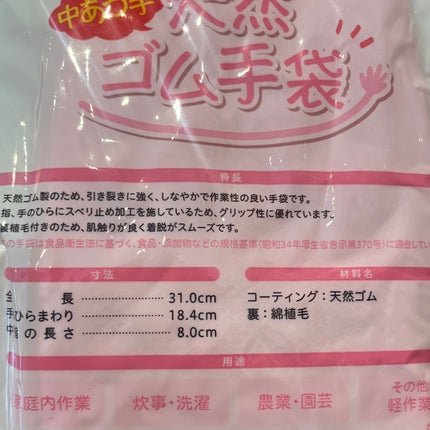 中あつ手
天然
ゴム手袋
特長
天然ゴム製のため、引き裂きに強く、しなやかで作業性の良い手袋です。
指、手のひらにスベリ止め加工を施しているため、グリップ性に優れています。
裏植毛付きのため、肌触りが良く着脱がスムーズです。
の手袋は食品衛生法に基づく、食品・添加物などの規格基準(昭和34年厚生省告示第370号)に適合してい
寸法
全長 31.0cm
手ひらまわり 18.4cm
中指の長さ 8.0cm
材料名
コーティング:天然ゴム
裏:綿植毛
用途
家庭内作業
炊事・洗濯
農業・園芸
その他
軽作業